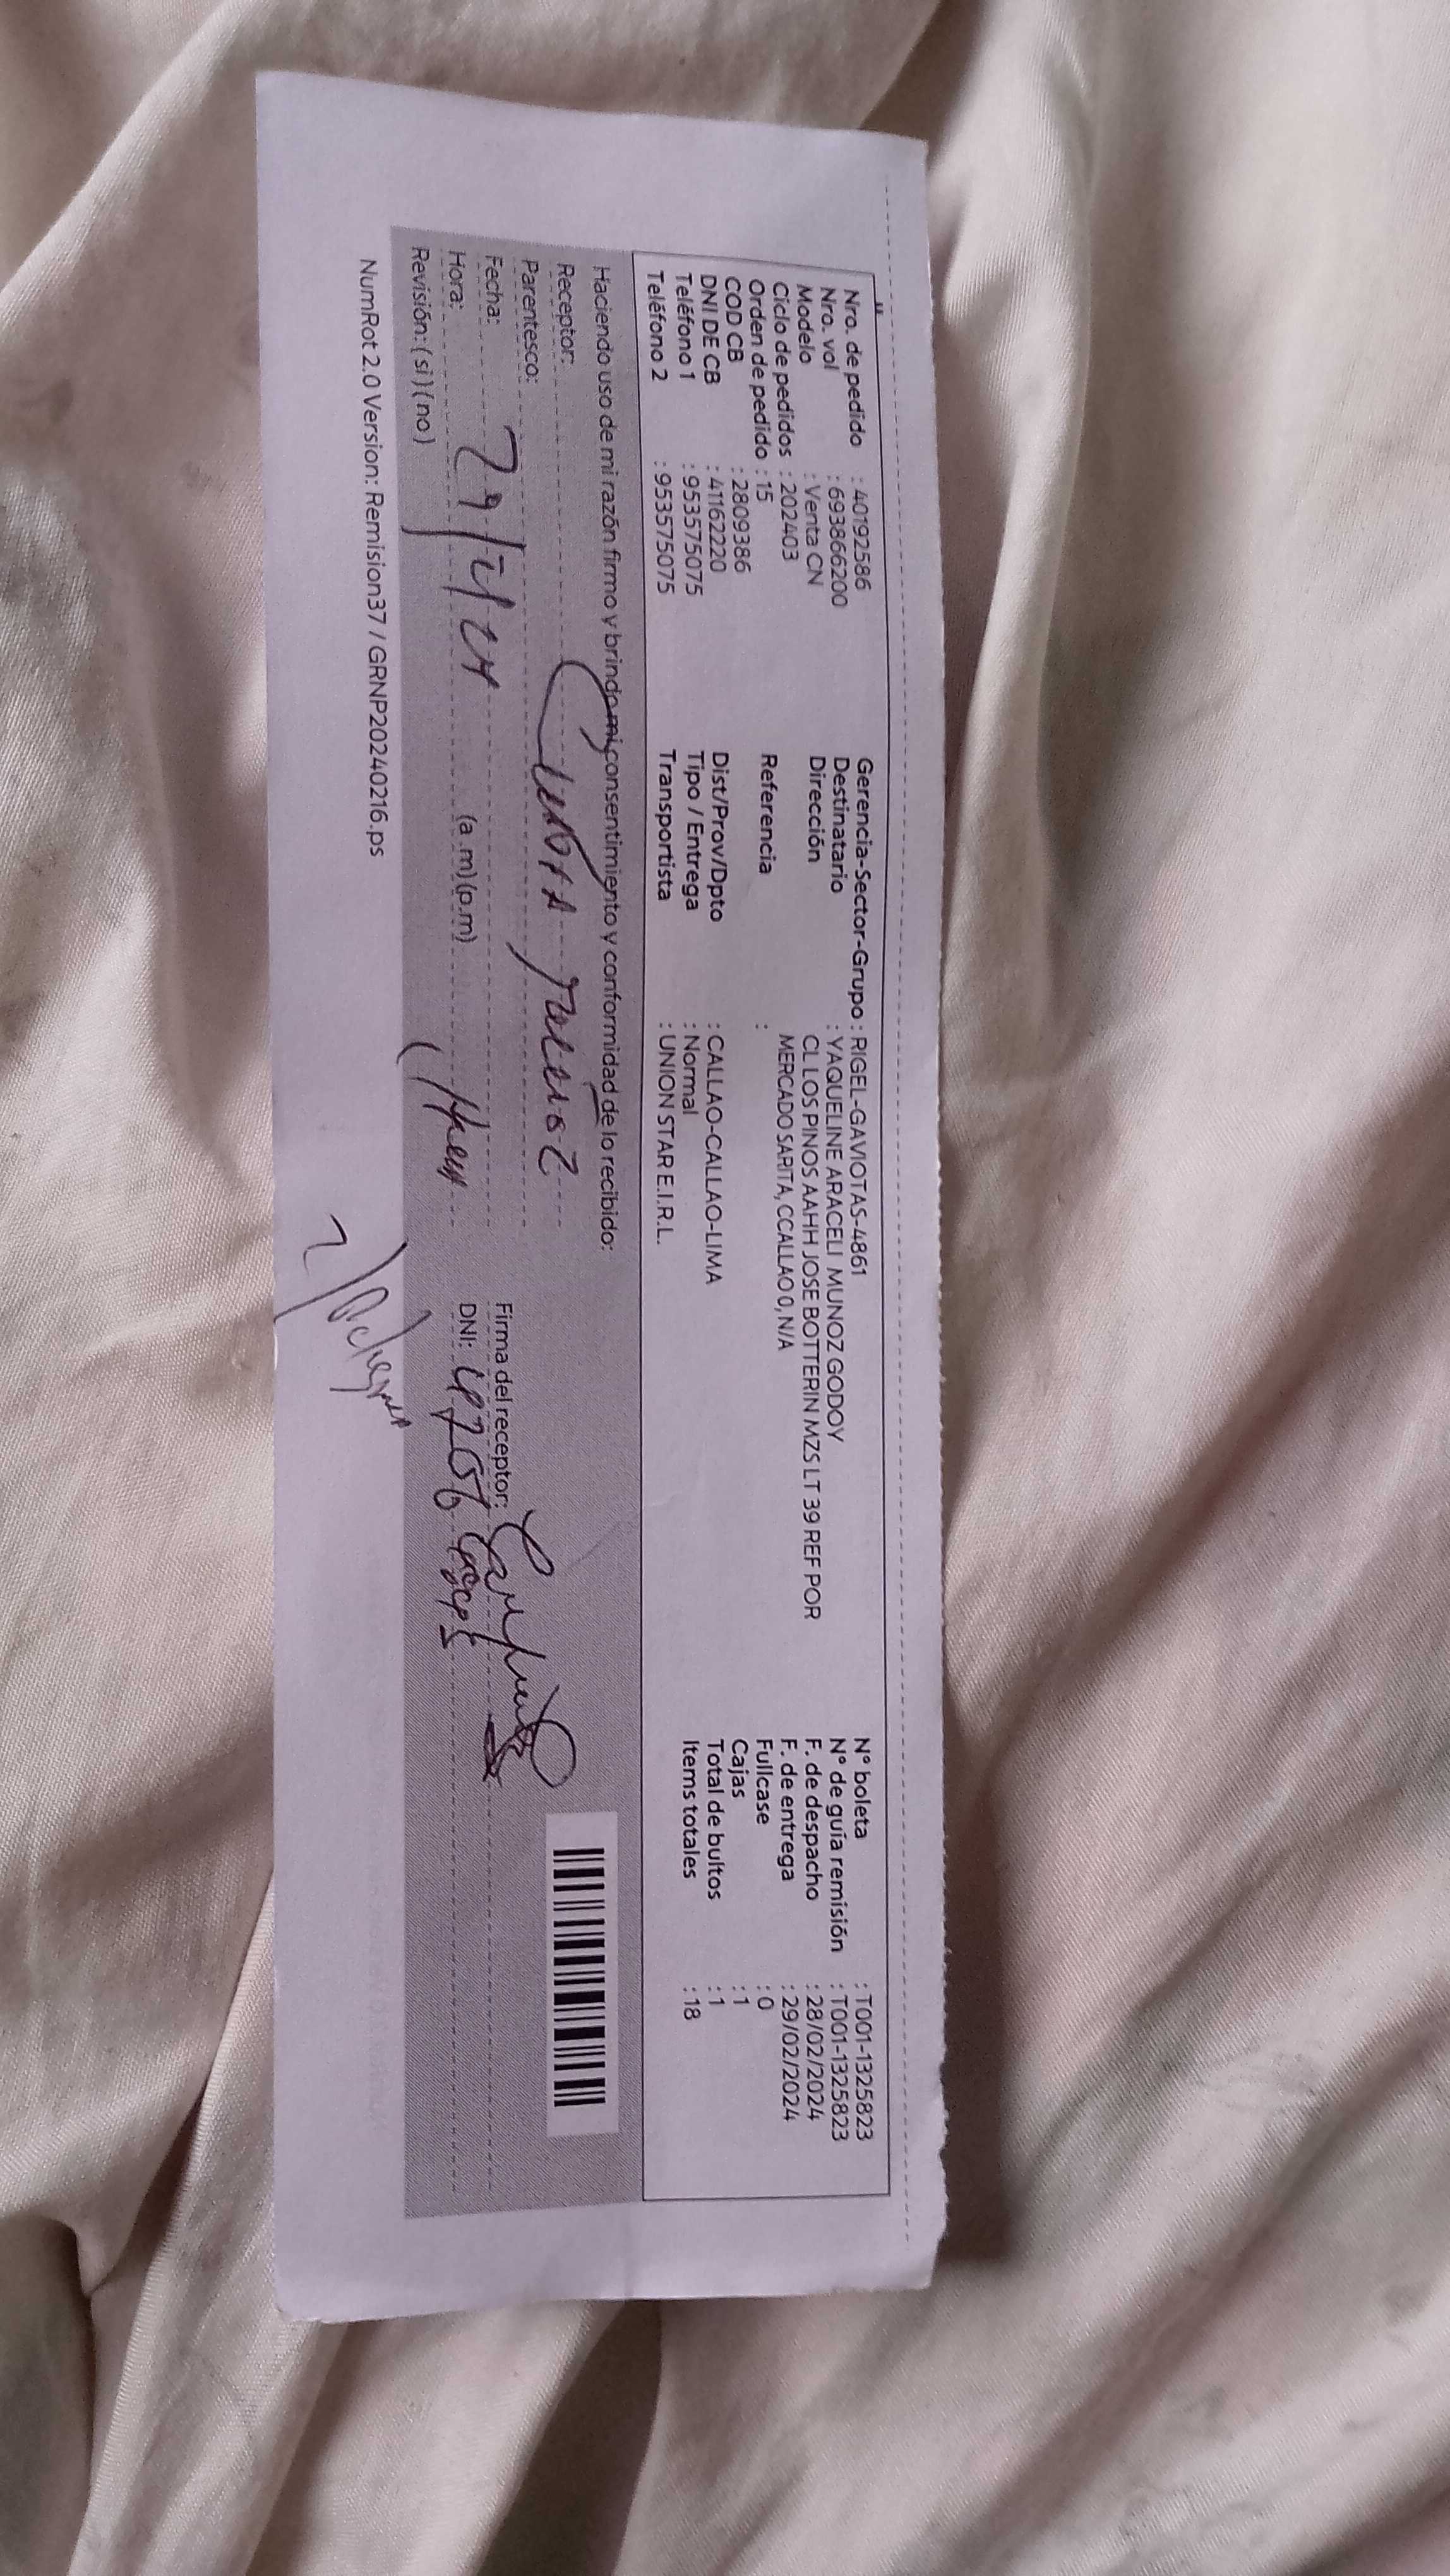 Nro. de pedido : 40192586
Nro. vol : 693866200
Modelo : Venta CN
Ciclo de pedidos : 202403
Orden de pedido : 15
COD CB : 2809386
DNI DE CB : 41162220
Teléfono 1 : 953575075
Teléfono 2 : 953575075
Gerencia-Sector-Grupo : RIGEL-GAVIOTAS-4861
Destinatario : YAQUELINE ARACELI MUNOZ GODOY
Dirección CL LOS PINOS AAHH JOSE BOTTERIN MZS LT 39 REF POR
MERCADO SARITA, CCALLAO 0, N/A
Referencia :
Dist/Prov/Dpto : CALLAO-CALLAO-LIMA
Tipo / Entrega : Normal
Transportista : UNION STAR E.I.R.L.
N° boleta : T001-1325823
N° de guía remisión : T001-1325823
F. de despacho : 28/02/2024
F. de entrega : 29/02/2024
Fullcase : 0
Cajas : 1
Total de bultos : 1
Items totales : 18
Haciendo uso de mi razón firmo y brindo mi consentimiento y conformidad de lo recibido:
Receptor:
Parentesco:
Fecha: 29/2/24
Hora: (a.m)(p.m)
Revisión: (si) (no)
Firma del receptor:
DNI:
NumRot 2.0 Version: Remision37 / GRNP20240216.ps